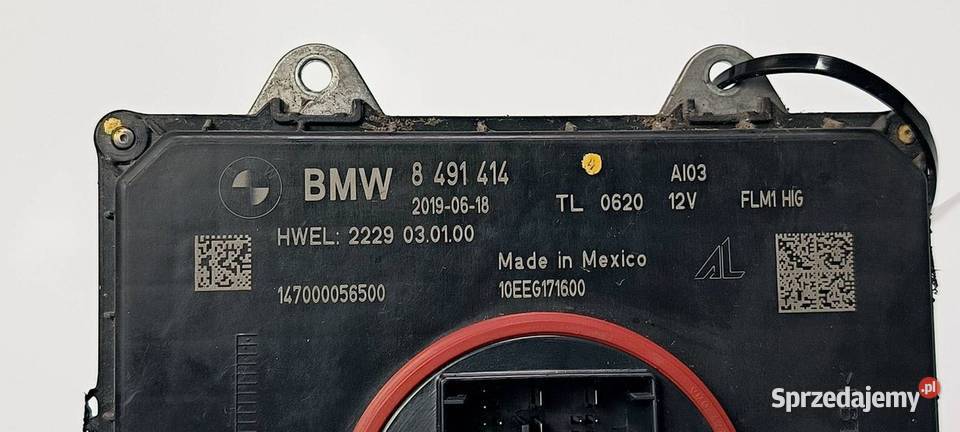 BMW 8 491 414 AI03
2019-06-18 TL 0620 12V FLM1 HIG
HWEL: 2229 03.01.00
Made in Mexico AL
147000056500 10EEG171600
Sprzedajemy.pl